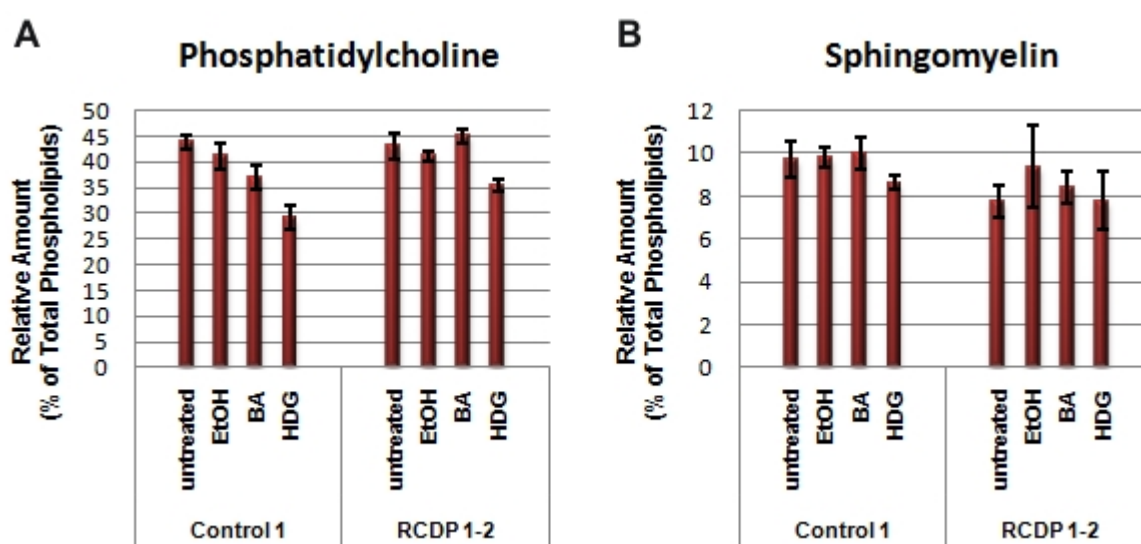 A
Phosphatidylcholine
Relative Amount
(% of Total Phospholipids)
50
45
40
35
30
25
20
15
10
5
0
untreated
EtOH
BA
HDG
untreated
EtOH
BA
HDG
Control 1
RCDP 1-2
B
Sphingomyelin
Relative Amount
(% of Total Phospholipids)
12
10
8
6
4
2
0
untreated
EtOH
BA
HDG
untreated
EtOH
BA
HDG
Control 1
RCDP 1-2